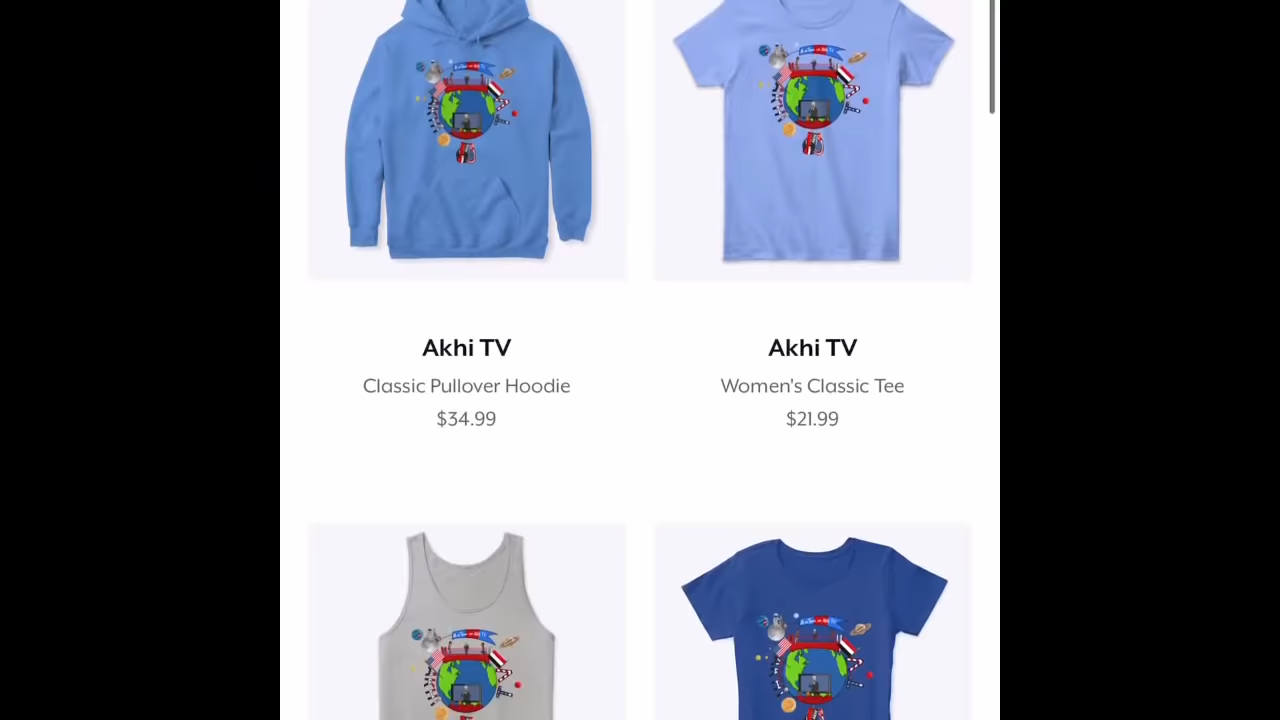 Akhi TV
Classic Pullover Hoodie
$34.99
Akhi TV
Women's Classic Tee
$21.99